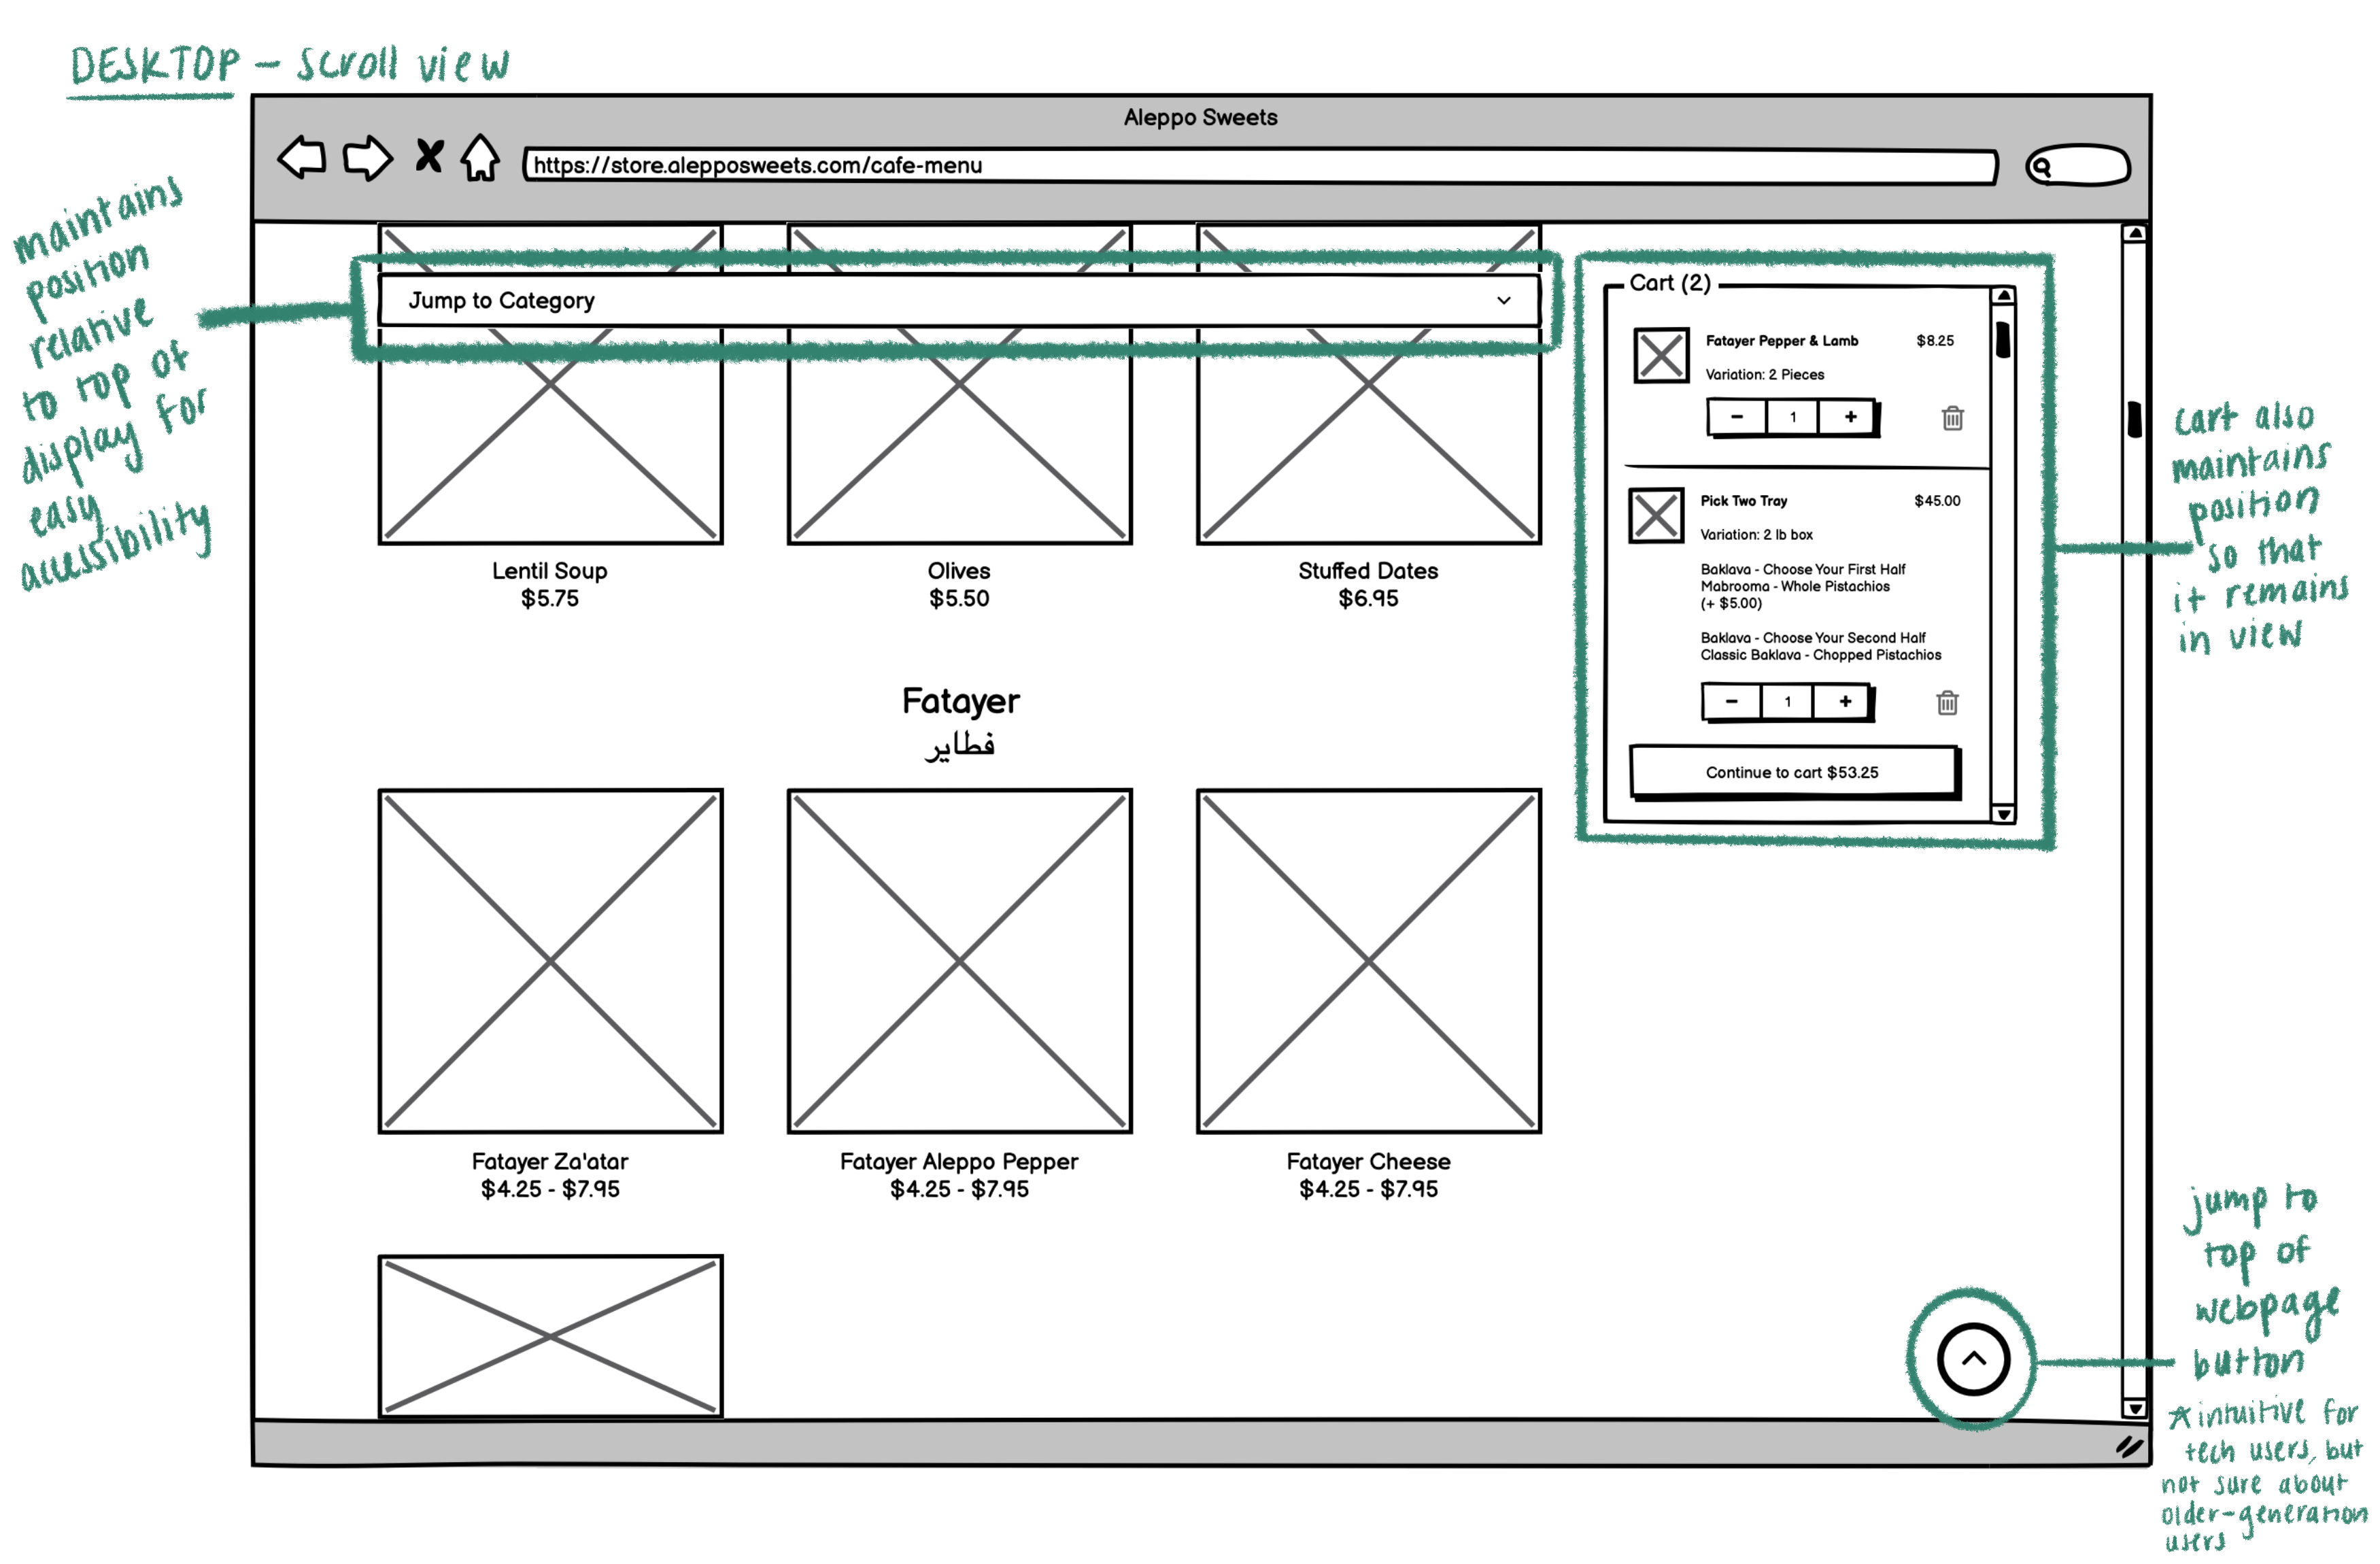 DESKTOP - scroll view
Aleppo Sweets
https://store.alepposweets.com/cafe-menu
maintains
position
relative
to top of
display for
easy
accessibility
Jump to Category
Lentil Soup
$5.75
Olives
$5.50
Stuffed Dates
$6.95
Cart (2)
Fatayer Pepper & Lamb $8.25
Variation: 2 Pieces
- 1 +
Pick Two Tray $45.00
Variation: 2 lb box
Baklava - Choose Your First Half
Mabrooma - Whole Pistachios
(+ $5.00)
Baklava - Choose Your Second Half
Classic Baklava - Chopped Pistachios
- 1 +
Continue to cart $53.25
cart also
maintains
position
so that
it remains
in view
Fatayer
فطاير
Fatayer Za'atar
$4.25 - $7.95
Fatayer Aleppo Pepper
$4.25 - $7.95
Fatayer Cheese
$4.25 - $7.95
jump to
top of
webpage
button
* intuitive for
tech users, but
not sure about
older-generation
users